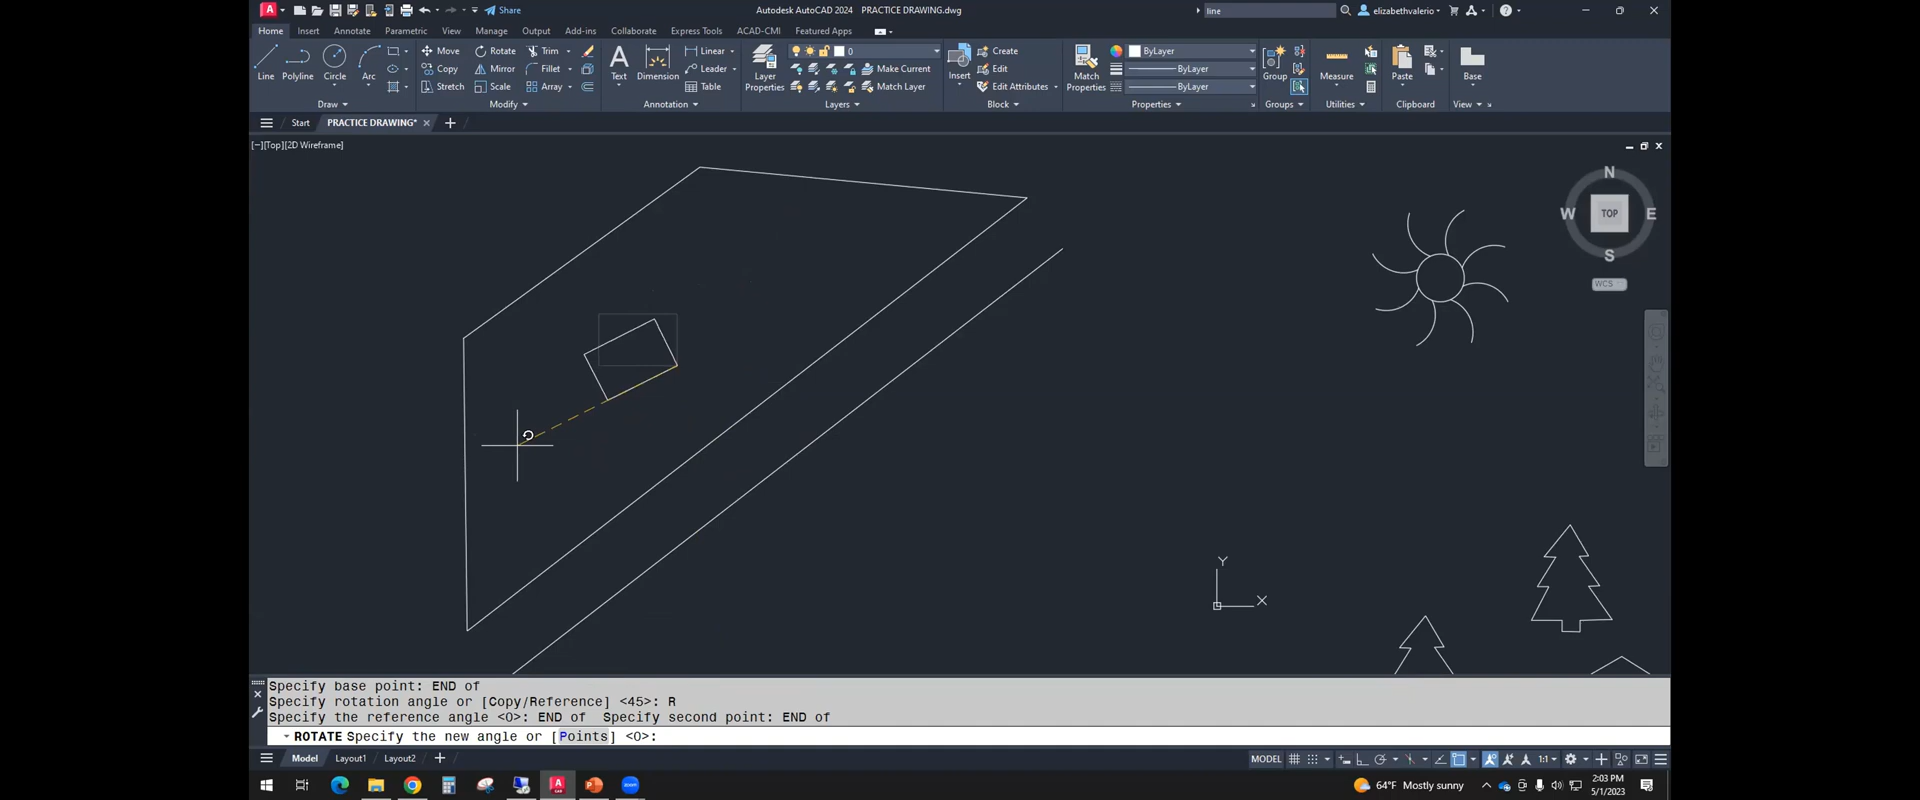 Share
Autodesk AutoCAD 2024 PRACTICE DRAWING.dwg
line
elizabethvalerio
Home Insert Annotate Parametric View Manage Output Add-ins Collaborate Express Tools ACAD-CMI Featured Apps
Line Polyline Circle Arc
Move Rotate Trim
Copy Mirror Fillet
Stretch Scale Array
Draw Modify
Text Dimension
Linear
Leader
Table
Annotation
Layer Properties
0
Make Current
Match Layer
Layers
Insert
Create
Edit
Edit Attributes
Block
Match Properties
ByLayer
ByLayer
ByLayer
Properties
Group
Groups
Measure
Utilities
Paste
Clipboard
Base
View
Start PRACTICE DRAWING*
[−][Top][2D Wireframe]
N
W TOP E
S
WCS
Y
X
Specify base point: END of
Specify rotation angle or [Copy/Reference] <45>: R
Specify the reference angle <0>: END of Specify second point: END of
ROTATE Specify the new angle or [Points] <0>:
Model Layout1 Layout2
MODEL
1:1
64°F Mostly sunny
2:03 PM
5/1/2023